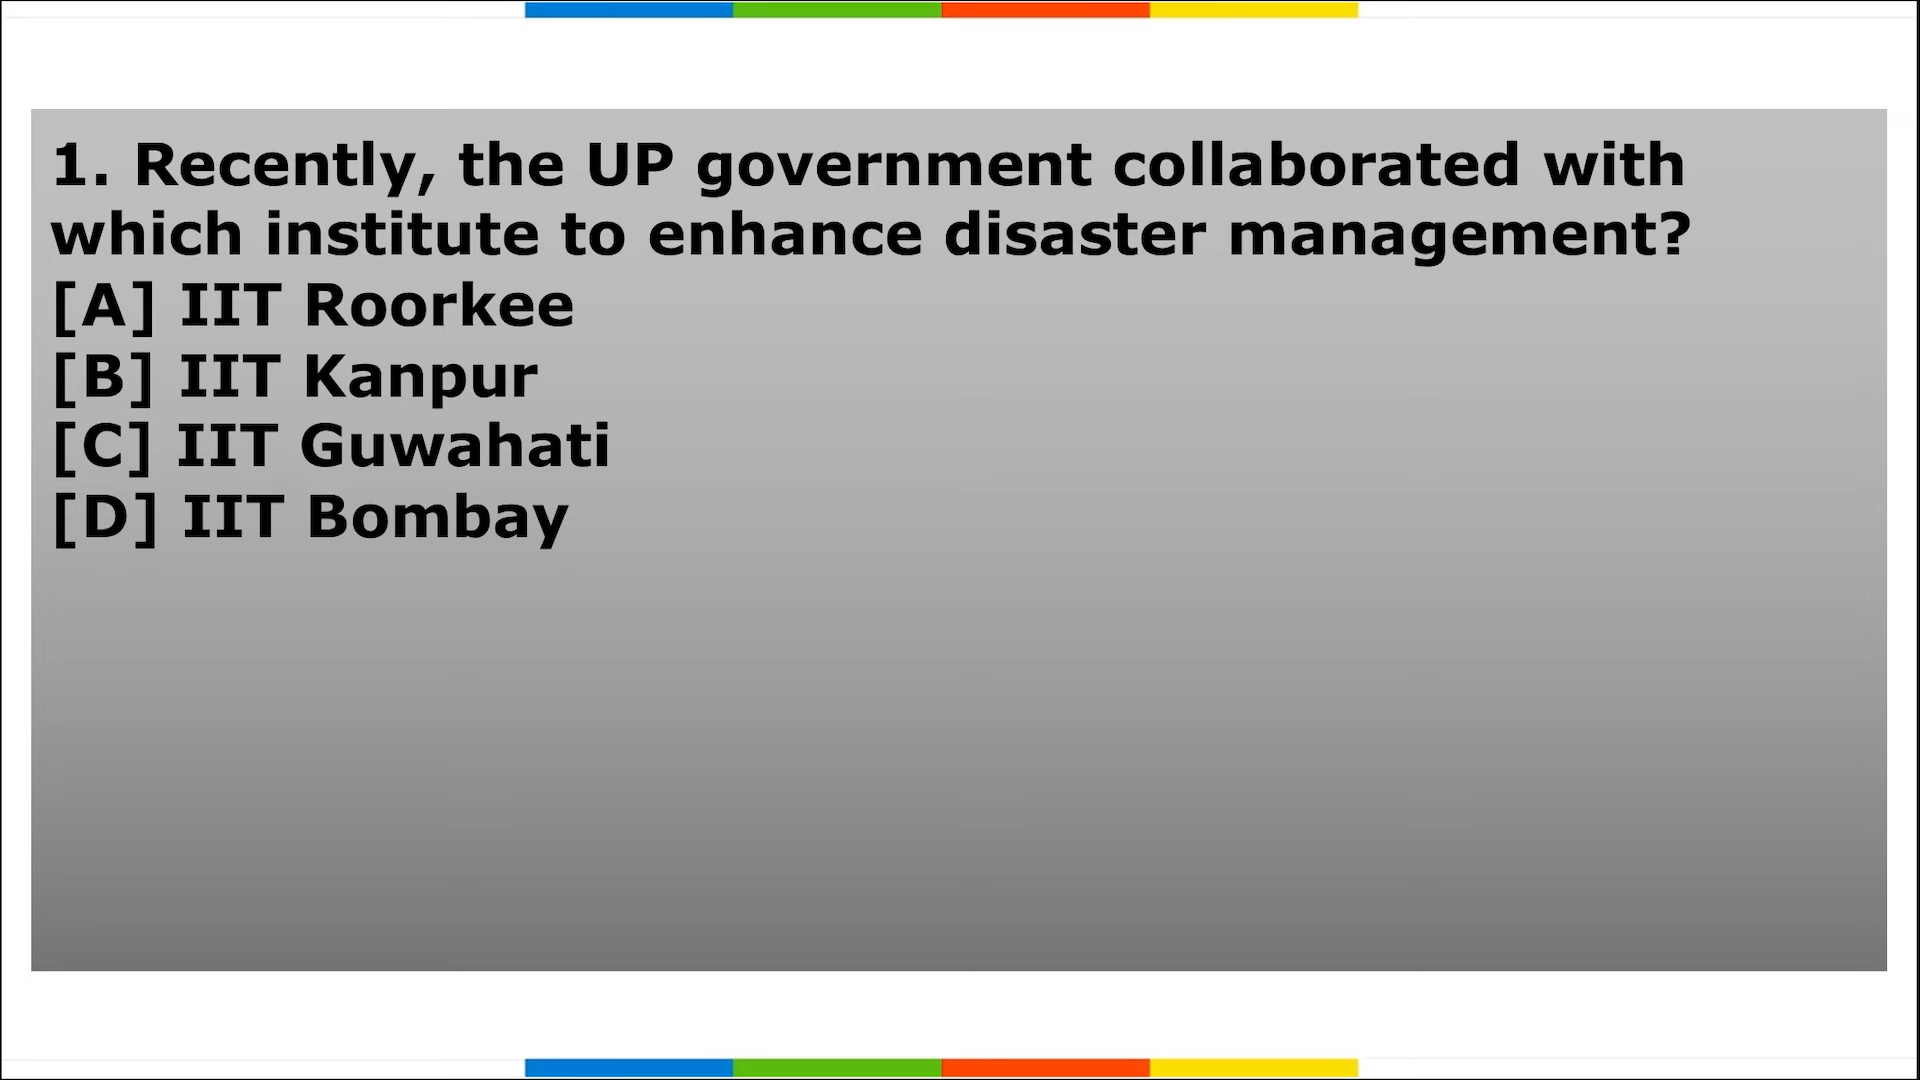 1. Recently, the UP government collaborated with
which institute to enhance disaster management?
[A] IIT Roorkee
[B] IIT Kanpur
[C] IIT Guwahati
[D] IIT Bombay